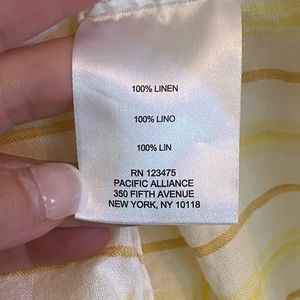 100% LINEN
100% LINO
100% LIN
RN 123475
PACIFIC ALLIANCE
350 FIFTH AVENUE
NEW YORK, NY 10118